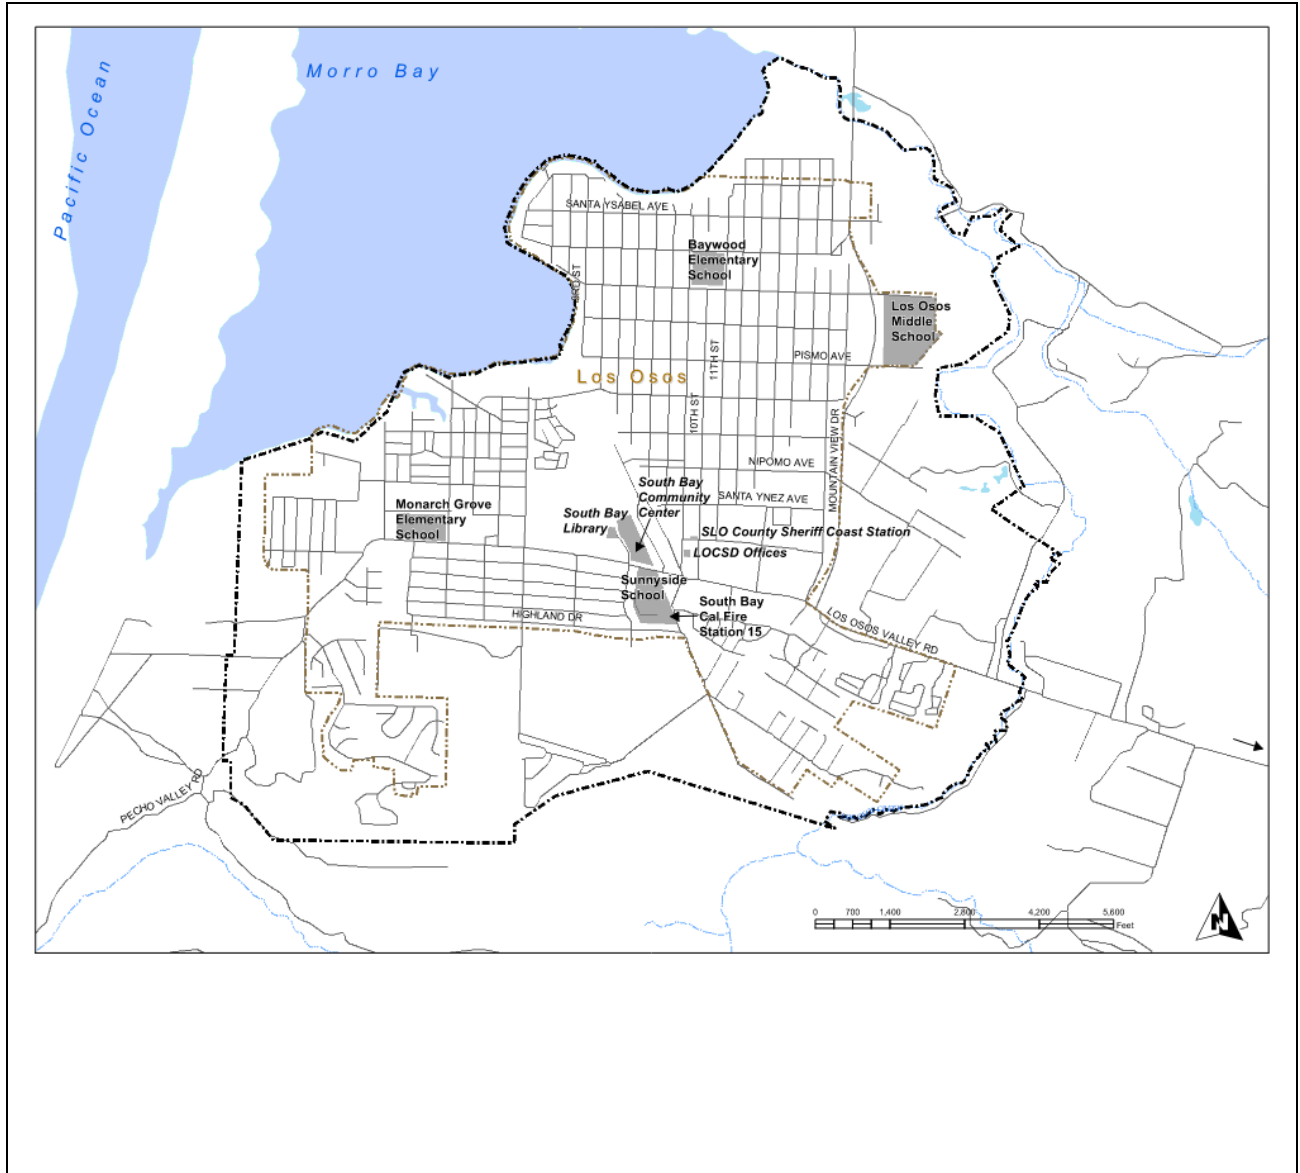 Morro Bay
Pacific Ocean
SANTA YSABEL AVE
Baywood
Elementary
School
3RD ST
Los Osos
Middle
School
11TH ST
PISMO AVE
Los Osos
10TH ST
MOUNTAIN VIEW DR
NIPOMO AVE
South Bay
Community
Center
SANTA YNEZ AVE
Monarch Grove
Elementary
School
South Bay
Library
SLO County Sheriff Coast Station
LOCSD Offices
Sunnyside
School
South Bay
Cal Fire
Station 15
HIGHLAND DR
LOS OSOS VALLEY RD
PECHO VALLEY RD
0 700 1,400 2,800 4,200 5,600
Feet
N